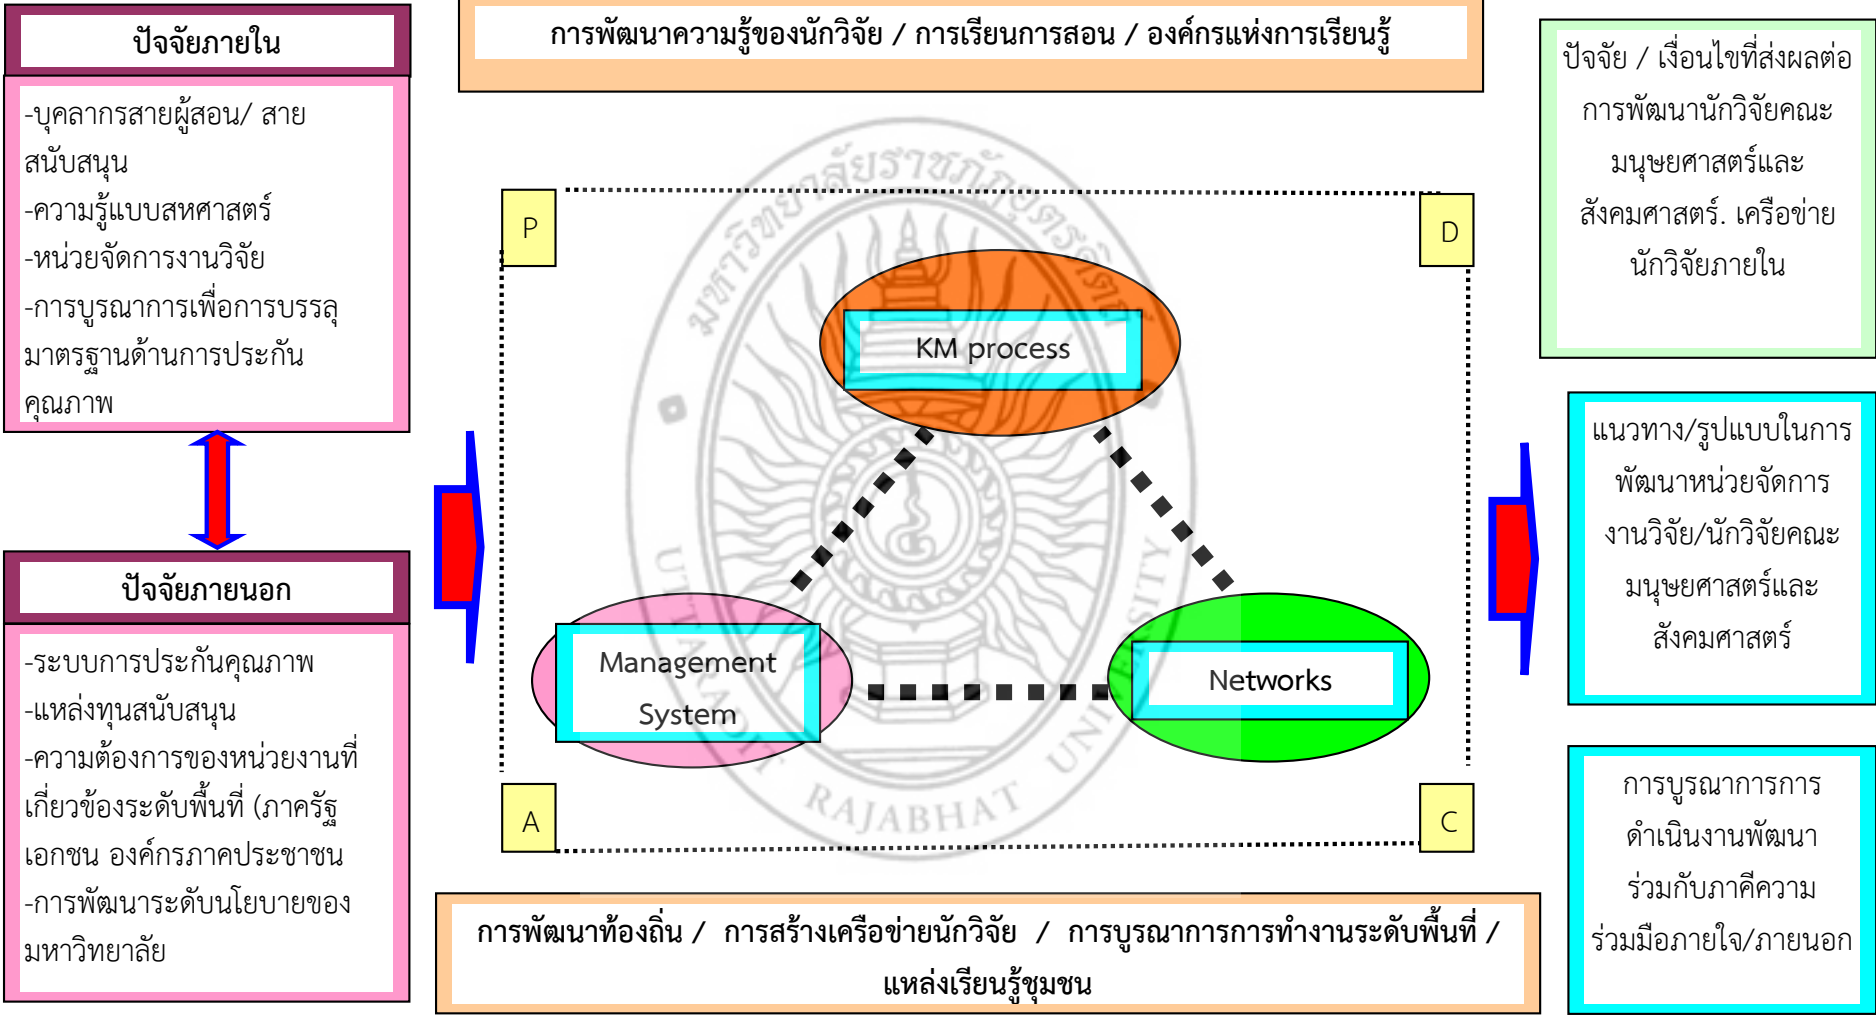 ปัจจัยภายใน
-บุคลากรสายผู้สอน/ สาย
สนับสนุน
-ความรู้แบบสหศาสตร์
-หน่วยจัดการงานวิจัย
-การบูรณาการเพื่อการบรรลุ
มาตรฐานด้านการประกัน
คุณภาพ
ปัจจัยภายนอก
-ระบบการประกันคุณภาพ
-แหล่งทุนสนับสนุน
-ความต้องการของหน่วยงานที่
เกี่ยวข้องระดับพื้นที่ (ภาครัฐ
เอกชน องค์กรภาคประชาชน
-การพัฒนาระดับนโยบายของ
มหาวิทยาลัย
การพัฒนาความรู้ของนักวิจัย / การเรียนการสอน / องค์กรแห่งการเรียนรู้
P
D
มหาวิทยาลัยราชภัฏอุตรดิตถ์
KM process
Management
System
Networks
UTTARADIT RAJABHAT UNIVERSITY
A
C
การพัฒนาท้องถิ่น / การสร้างเครือข่ายนักวิจัย / การบูรณาการการทำงานระดับพื้นที่ /
แหล่งเรียนรู้ชุมชน
ปัจจัย / เงื่อนไขที่ส่งผลต่อ
การพัฒนานักวิจัยคณะ
มนุษยศาสตร์และ
สังคมศาสตร์. เครือข่าย
นักวิจัยภายใน
แนวทาง/รูปแบบในการ
พัฒนาหน่วยจัดการ
งานวิจัย/นักวิจัยคณะ
มนุษยศาสตร์และ
สังคมศาสตร์
การบูรณาการการ
ดำเนินงานพัฒนา
ร่วมกับภาคีความ
ร่วมมือภายใจ/ภายนอก